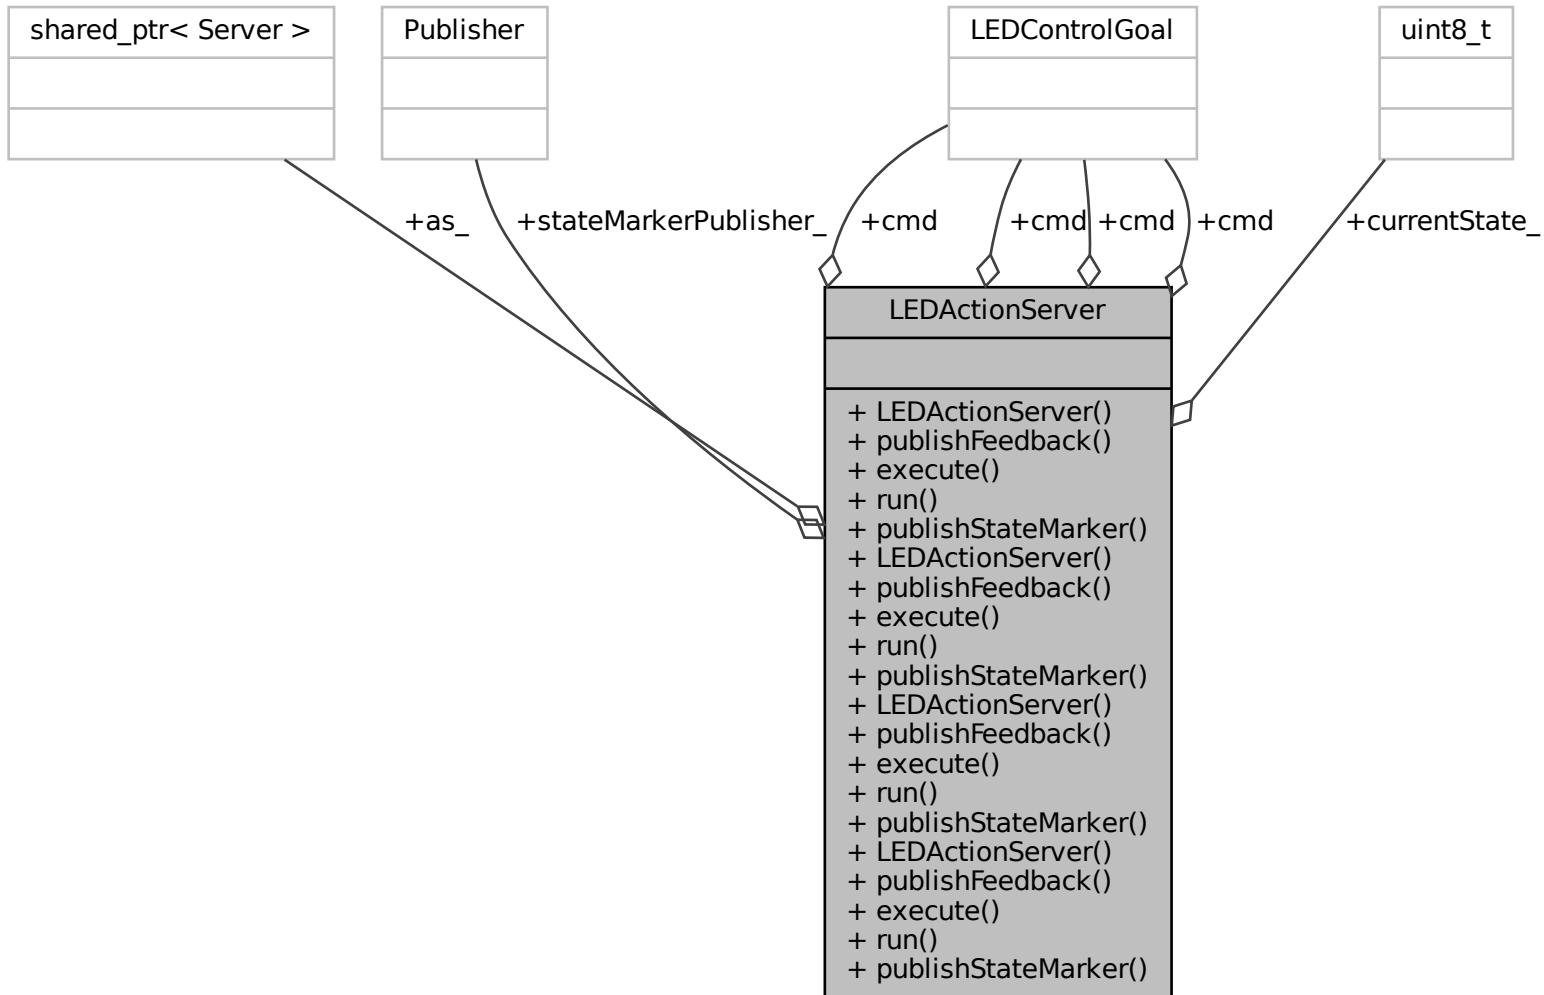 shared_ptr< Server >
Publisher
LEDControlGoal
uint8_t
+as_
+stateMarkerPublisher_
+cmd
+cmd
+cmd
+cmd
+currentState_
LEDActionServer
+ LEDActionServer()
+ publishFeedback()
+ execute()
+ run()
+ publishStateMarker()
+ LEDActionServer()
+ publishFeedback()
+ execute()
+ run()
+ publishStateMarker()
+ LEDActionServer()
+ publishFeedback()
+ execute()
+ run()
+ publishStateMarker()
+ LEDActionServer()
+ publishFeedback()
+ execute()
+ run()
+ publishStateMarker()